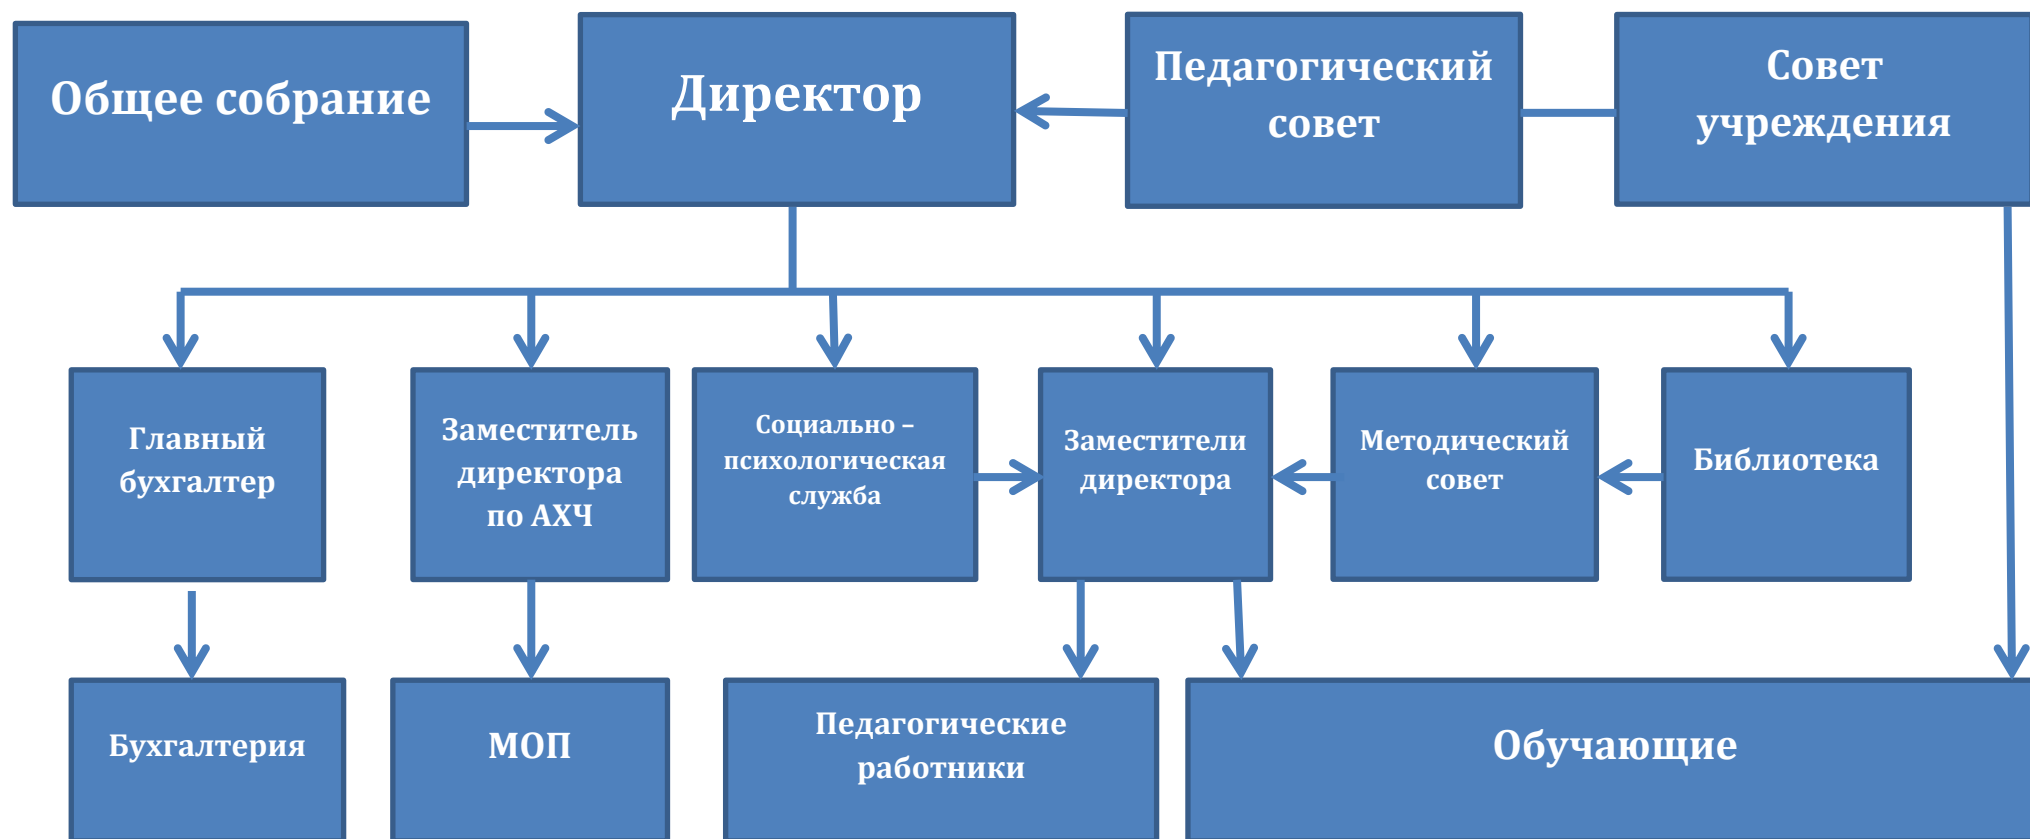 Общее собрание
Директор
Педагогический
совет
Совет
учреждения
Главный
бухгалтер
Заместитель
директора
по АХЧ
Социально –
психологическая
служба
Заместители
директора
Методический
совет
Библиотека
Бухгалтерия
МОП
Педагогические
работники
Обучающие